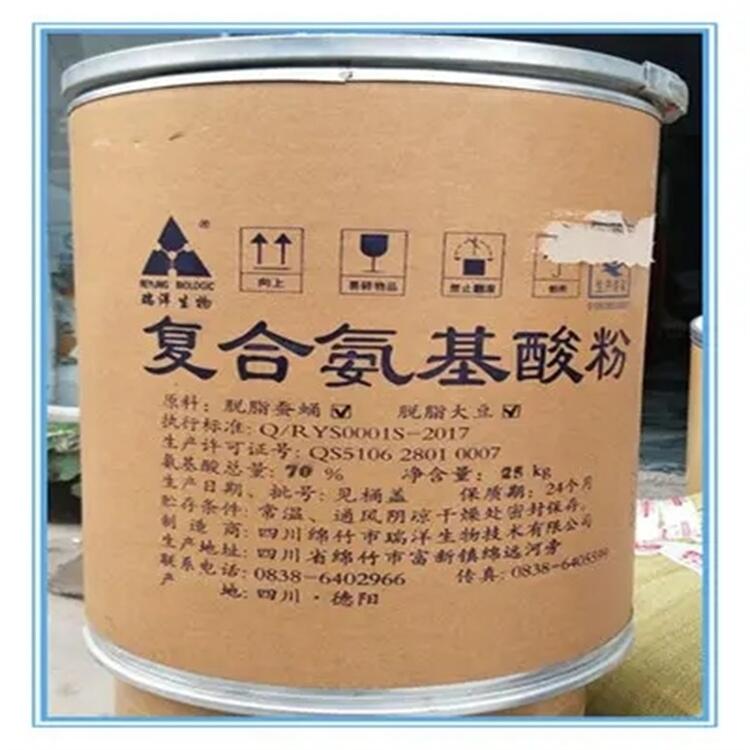 ®
REYUNG BIOLOGIC
瑞洋生物
向上
易碎物品
禁止翻滚
复合氨基酸粉
原料：脱脂蚕蛹☑ 脱脂大豆☑
执行标准：Q/RYS0001S-2017
生产许可证号：QS5106 2801 0007
氨基酸总量：70% 净含量：25kg
生产日期、批号：见桶盖 保质期：24个月
贮存条件：常温、通风阴凉干燥处密封保存。
制造商：四川绵竹市瑞洋生物技术有限公司
生产地址：四川省绵竹市富新镇绵远河旁
联系电话：0838-6402966 传真：0838-6405599
产地：四川·德阳